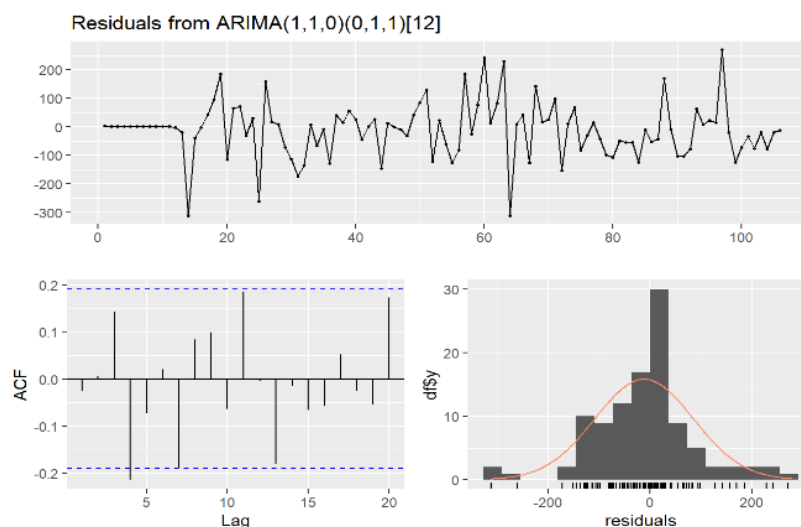 Residuals from ARIMA(1,1,0)(0,1,1)[12]
200
100
0
-100
-200
-300
0 20 40 60 80 100
0.2
0.1
0.0
-0.1
-0.2
ACF
5 10 15 20
Lag
30
20
10
0
df$y
-200 0 200
residuals